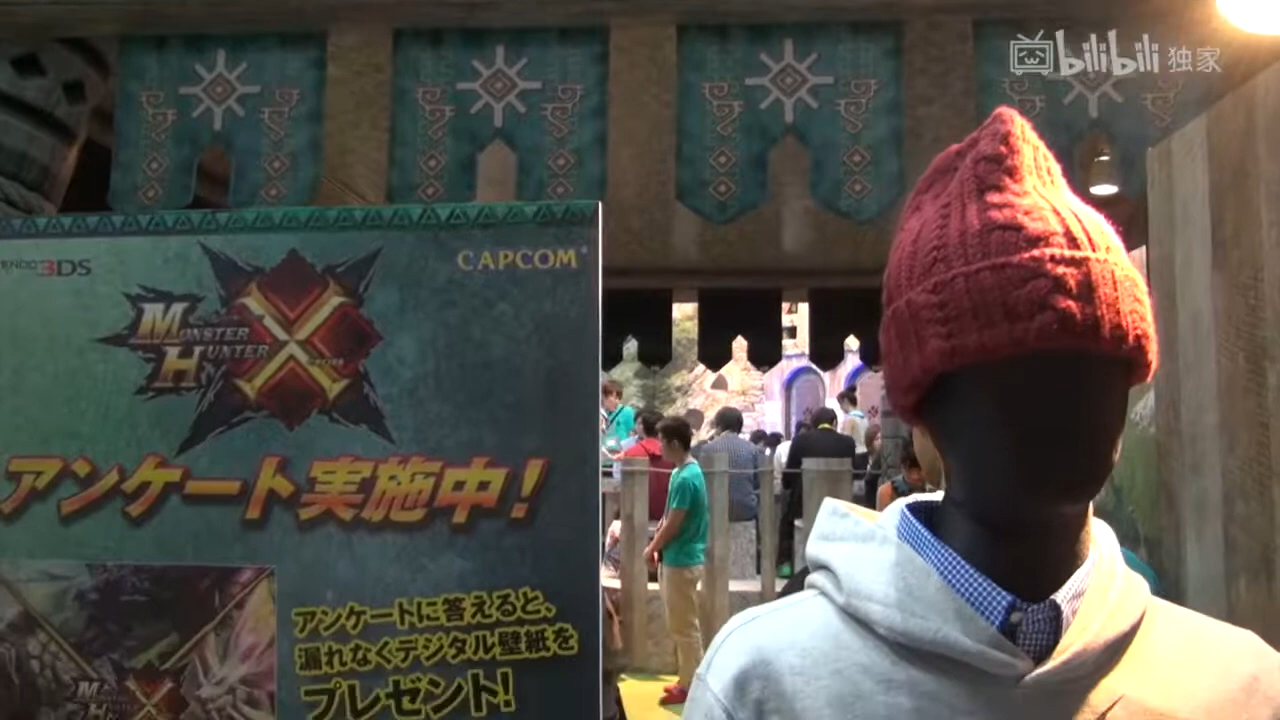 bilibili 独家
3DS
CAPCOM
MONSTER
HUNTER X
アンケート実施中!
アンケートに答えると、
漏れなくデジタル壁紙を
プレゼント!